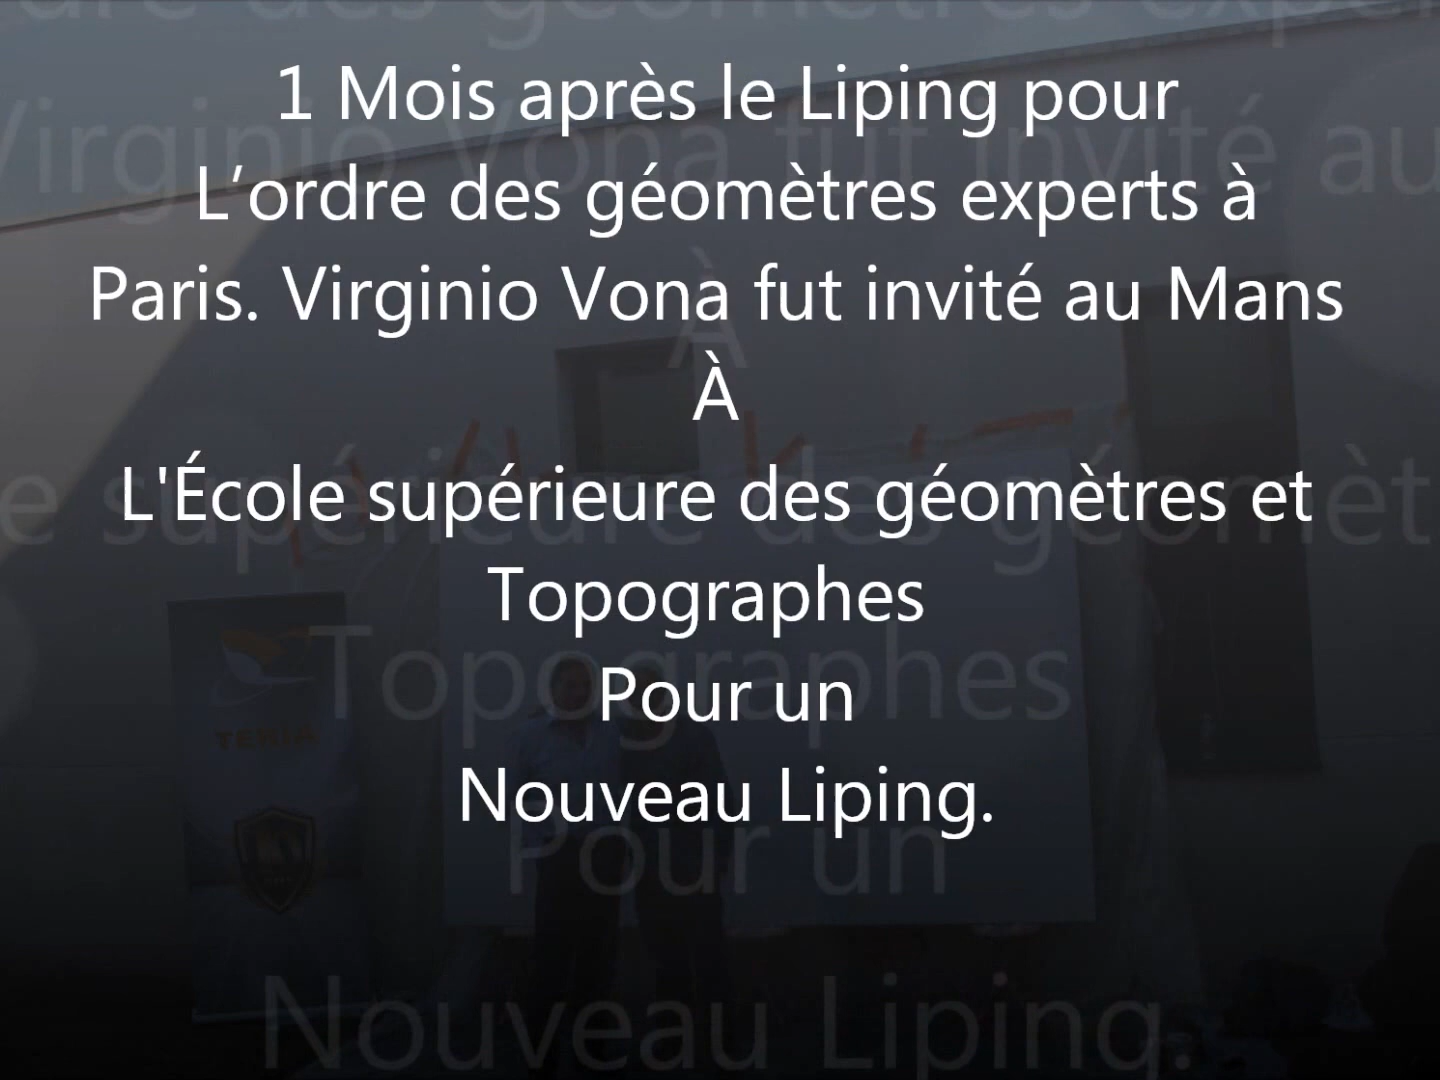 1 Mois après le Liping pour
L’ordre des géomètres experts à
Paris. Virginio Vona fut invité au Mans
À
L'École supérieure des géomètres et
Topographes
Pour un
Nouveau Liping.
TERIA